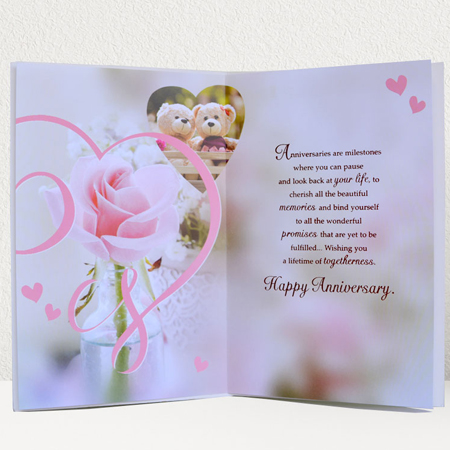 Anniversaries are milestones
where you can pause
and look back at your life, to
cherish all the beautiful
memories and bind yourself
to all the wonderful
promises that are yet to be
fulfilled... Wishing you
a lifetime of togetherness.
Happy Anniversary.